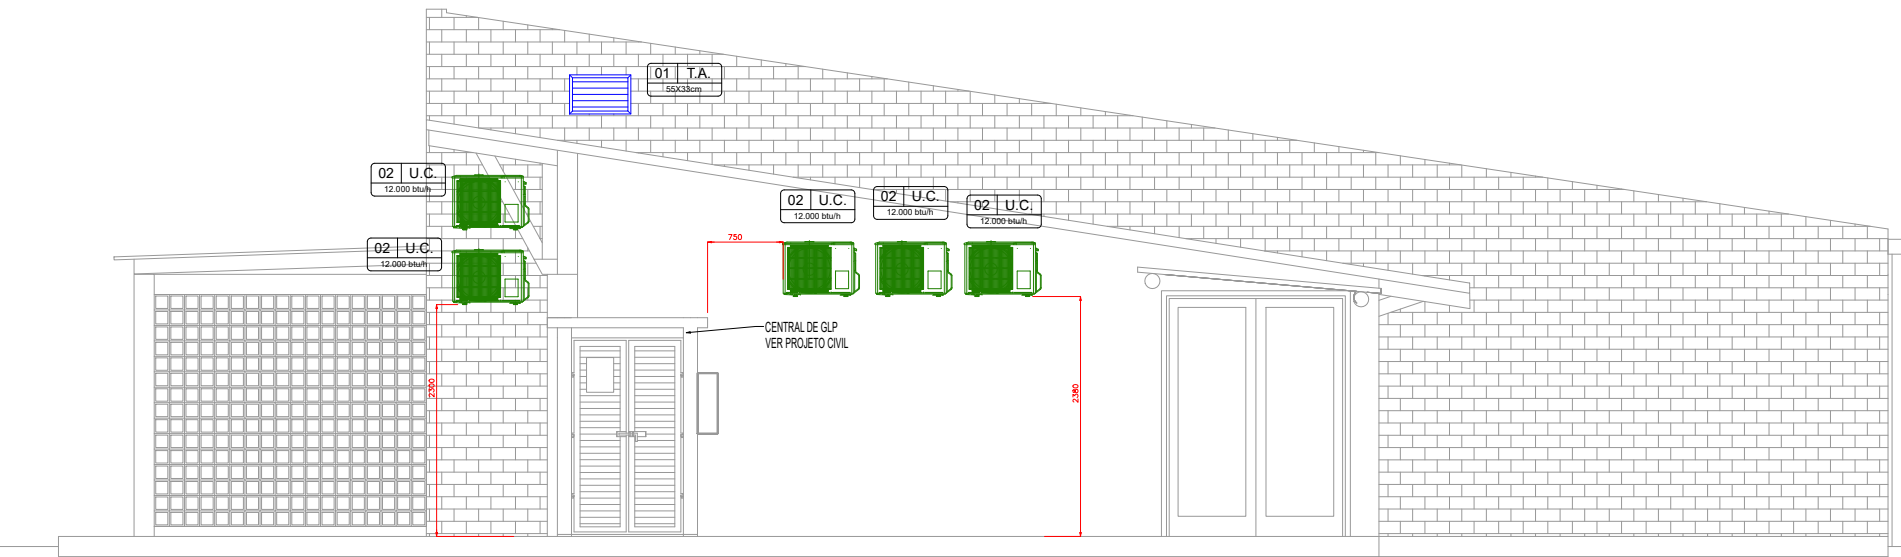 01 T.A.
55X33cm
02 U.C.
12.000 btu/h
02 U.C.
12.000 btu/h
02 U.C.
12.000 btu/h
02 U.C.
12.000 btu/h
02 U.C.
12.000 btu/h
750
CENTRAL DE GLP
VER PROJETO CIVIL
2300
2380